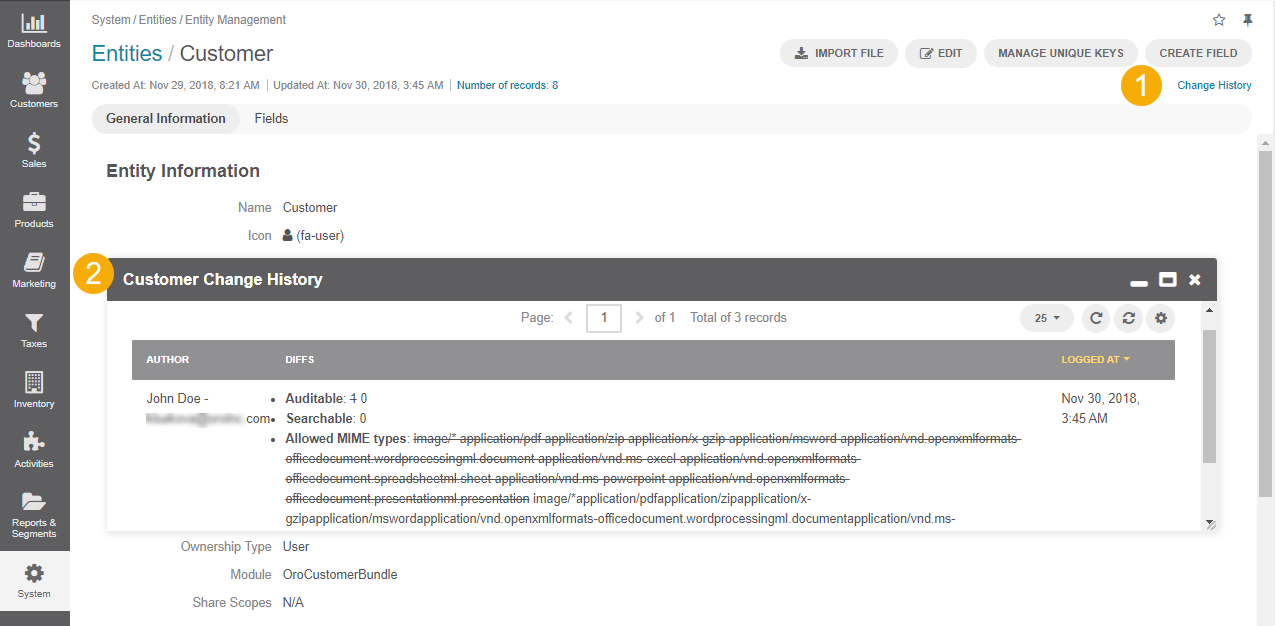 Dashboards
Customers
Sales
Products
Marketing
Taxes
Inventory
Activities
Reports &
Segments
System
System / Entities / Entity Management
Entities / Customer
IMPORT FILE
EDIT
MANAGE UNIQUE KEYS
CREATE FIELD
Created At: Nov 29, 2018, 8:21 AM | Updated At: Nov 30, 2018, 3:45 AM | Number of records: 8
1
Change History
General Information
Fields
Entity Information
Name Customer
Icon (fa-user)
2
Customer Change History
Page: 1 of 1 Total of 3 records
25
AUTHOR DIFFS LOGGED AT
John Doe -
.com
• Auditable: 1 0
• Searchable: 0
• Allowed MIME types: image/* application/pdf application/zip application/x-gzip application/msword application/vnd.openxmlformats-
officedocument.wordprocessingml.document application/vnd.ms-excel application/vnd.openxmlformats-
officedocument.spreadsheetml.sheet application/vnd.ms-powerpoint application/vnd.openxmlformats-
officedocument.presentationml.presentation image/*application/pdfapplication/zipapplication/x-
gzipapplication/mswordapplication/vnd.openxmlformats-officedocument.wordprocessingml.documentapplication/vnd.ms-
Nov 30, 2018,
3:45 AM
Ownership Type User
Module OroCustomerBundle
Share Scopes N/A